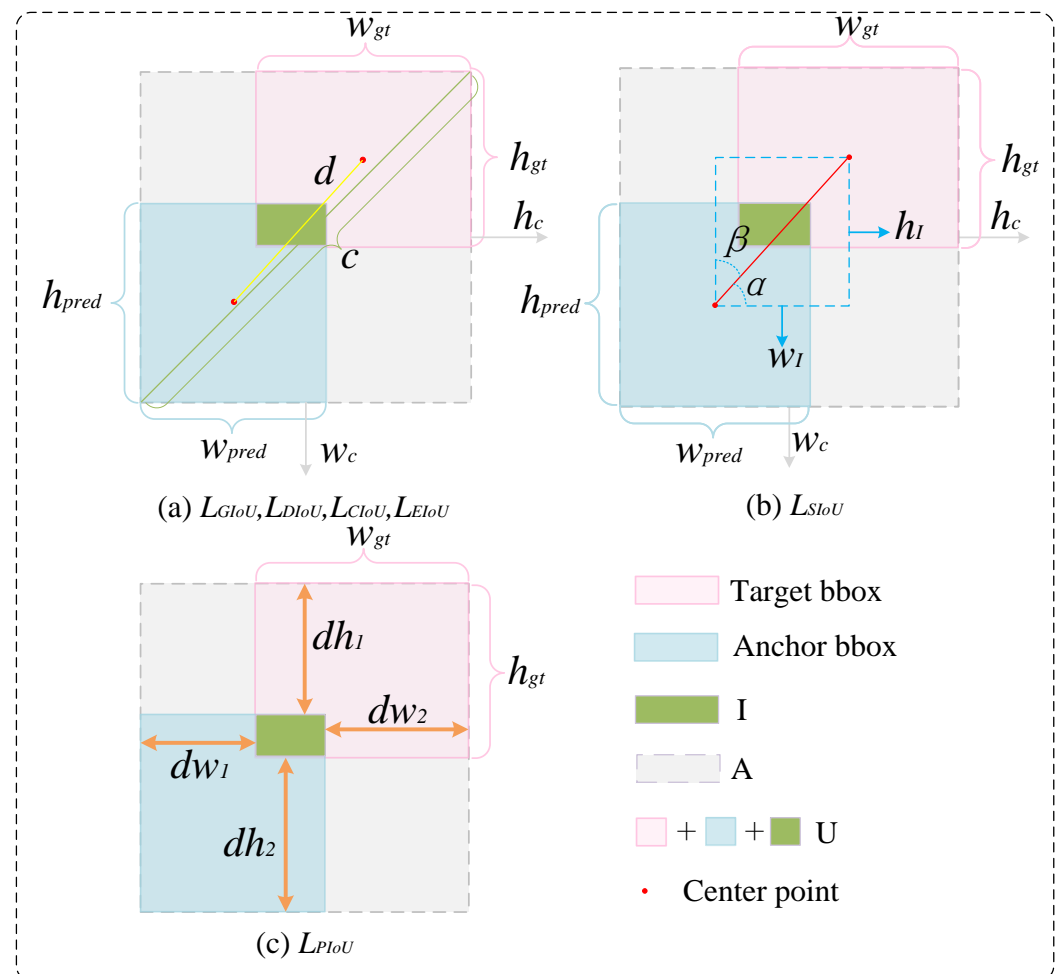 w_gt
h_gt
d
h_c
c
h_pred
w_pred
w_c
(a) L_GIoU, L_DIoU, L_CIoU, L_EIoU
w_gt
h_gt
h_c
h_I
β
α
h_pred
w_I
w_pred
w_c
(b) L_SIoU
w_gt
dh_1
h_gt
dw_2
dw_1
dh_2
(c) L_PIoU
Target bbox
Anchor bbox
I
A
+ + U
Center point